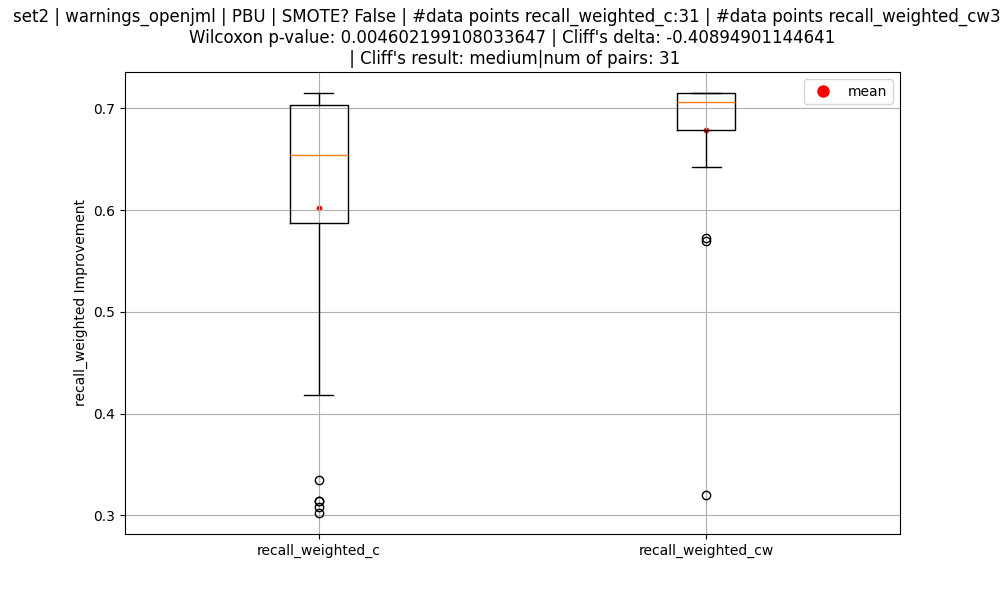 set2 | warnings_openjml | PBU | SMOTE? False | #data points recall_weighted_c:31 | #data points recall_weighted_cw3
Wilcoxon p-value: 0.004602199108033647 | Cliff's delta: -0.40894901144641
| Cliff's result: medium|num of pairs: 31
mean
recall_weighted Improvement
0.7
0.6
0.5
0.4
0.3
recall_weighted_c
recall_weighted_cw